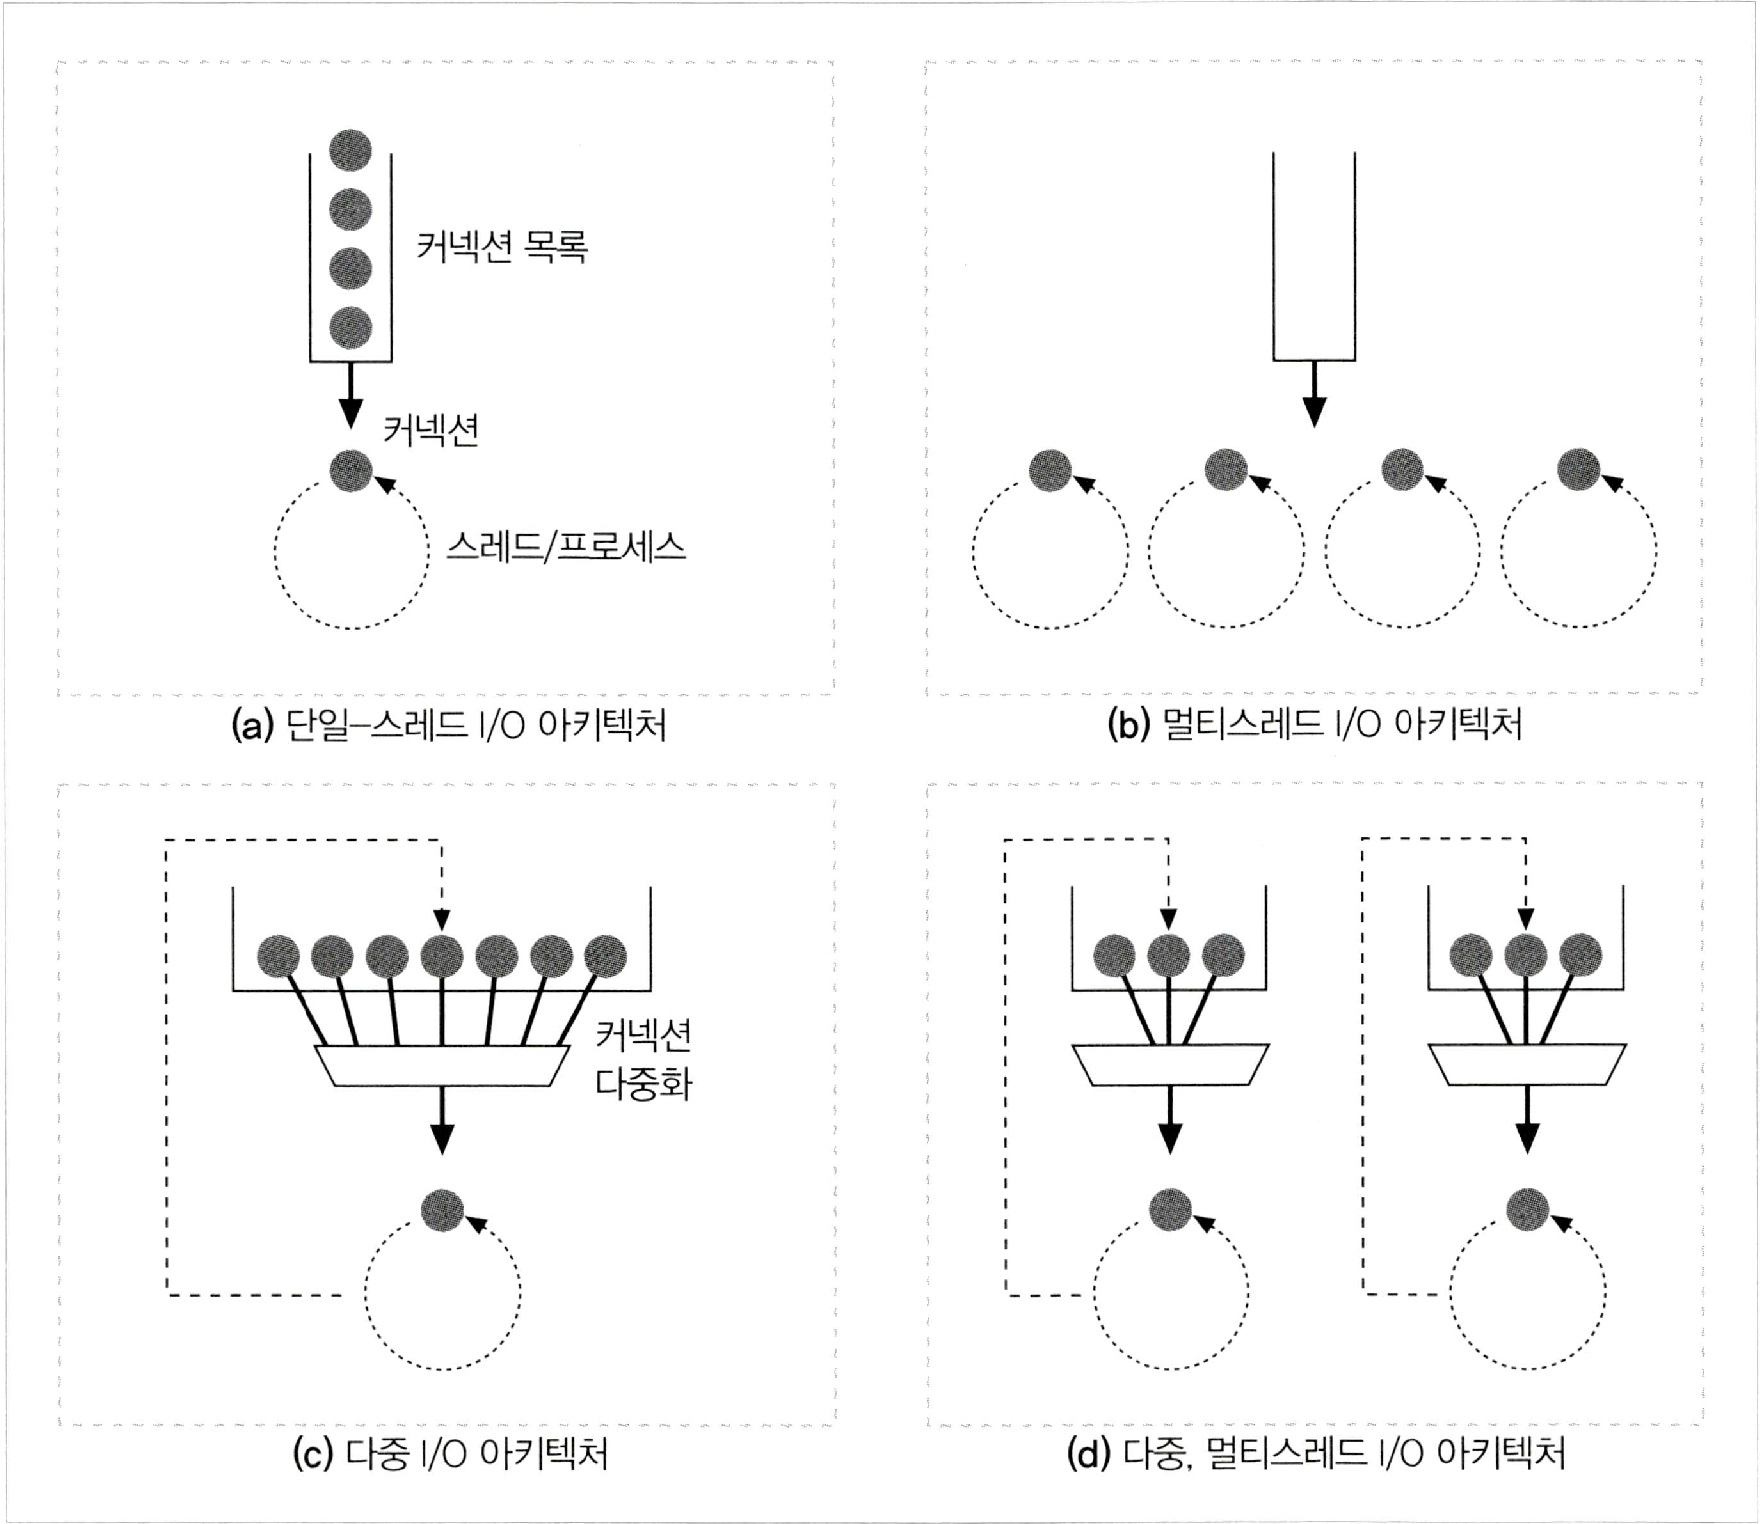 커넥션 목록
커넥션
스레드/프로세스
(a) 단일–스레드 I/O 아키텍처
(b) 멀티스레드 I/O 아키텍처
커넥션
다중화
(c) 다중 I/O 아키텍처
(d) 다중, 멀티스레드 I/O 아키텍처